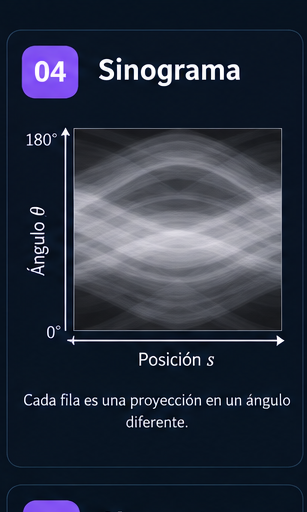 04 Sinograma
180°
Ángulo θ
0°
Posición s
Cada fila es una proyección en un ángulo
diferente.